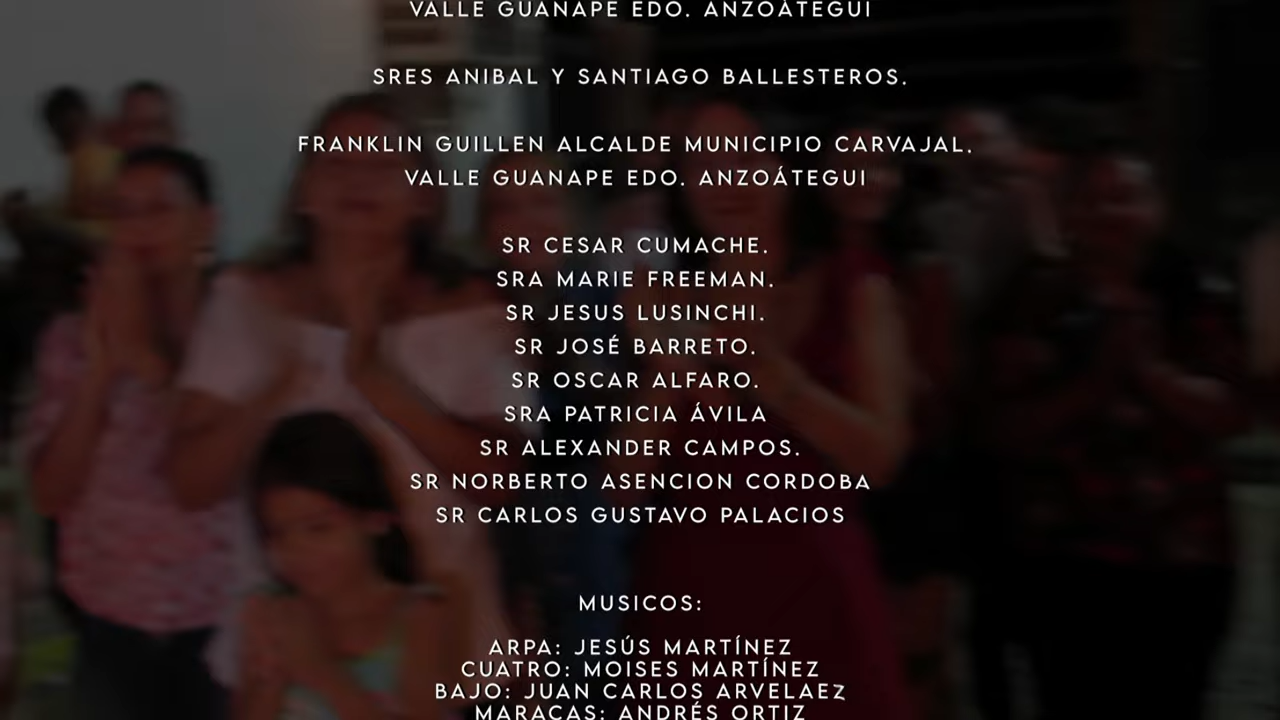 VALLE GUANAPE EDO. ANZOÁTEGUI
SRES ANIBAL Y SANTIAGO BALLESTEROS.
FRANKLIN GUILLEN ALCALDE MUNICIPIO CARVAJAL.
VALLE GUANAPE EDO. ANZOÁTEGUI
SR CESAR CUMACHE.
SRA MARIE FREEMAN.
SR JESUS LUSINCHI.
SR JOSÉ BARRETO.
SR OSCAR ALFARO.
SRA PATRICIA ÁVILA
SR ALEXANDER CAMPOS.
SR NORBERTO ASENCION CORDOBA
SR CARLOS GUSTAVO PALACIOS
MUSICOS:
ARPA: JESÚS MARTÍNEZ
CUATRO: MOISES MARTÍNEZ
BAJO: JUAN CARLOS ARVELAEZ
MARACAS: ANDRÉS ORTIZ